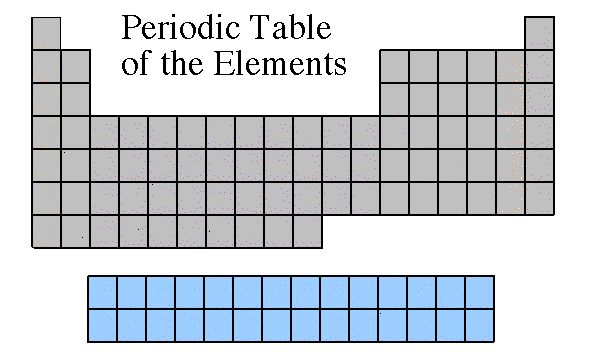 Periodic Table
of the Elements